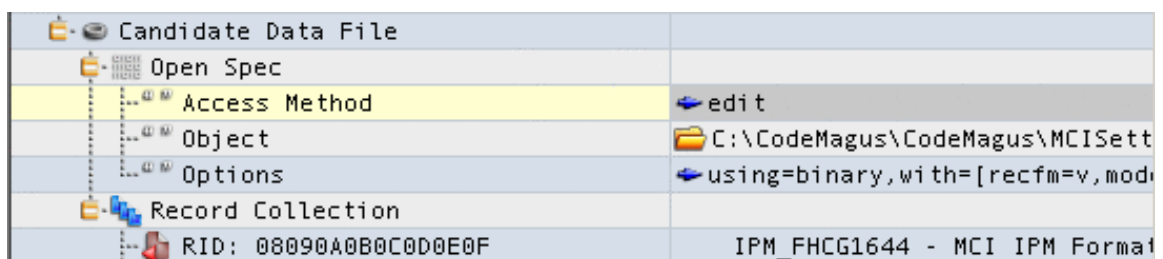 Candidate Data File
Open Spec
Access Method edit
Object C:\CodeMagus\CodeMagus\MCISett
Options using=binary,with=[recfm=v,mod
Record Collection
RID: 08090A0B0C0D0E0F IPM_FHCG1644 - MCI IPM Format